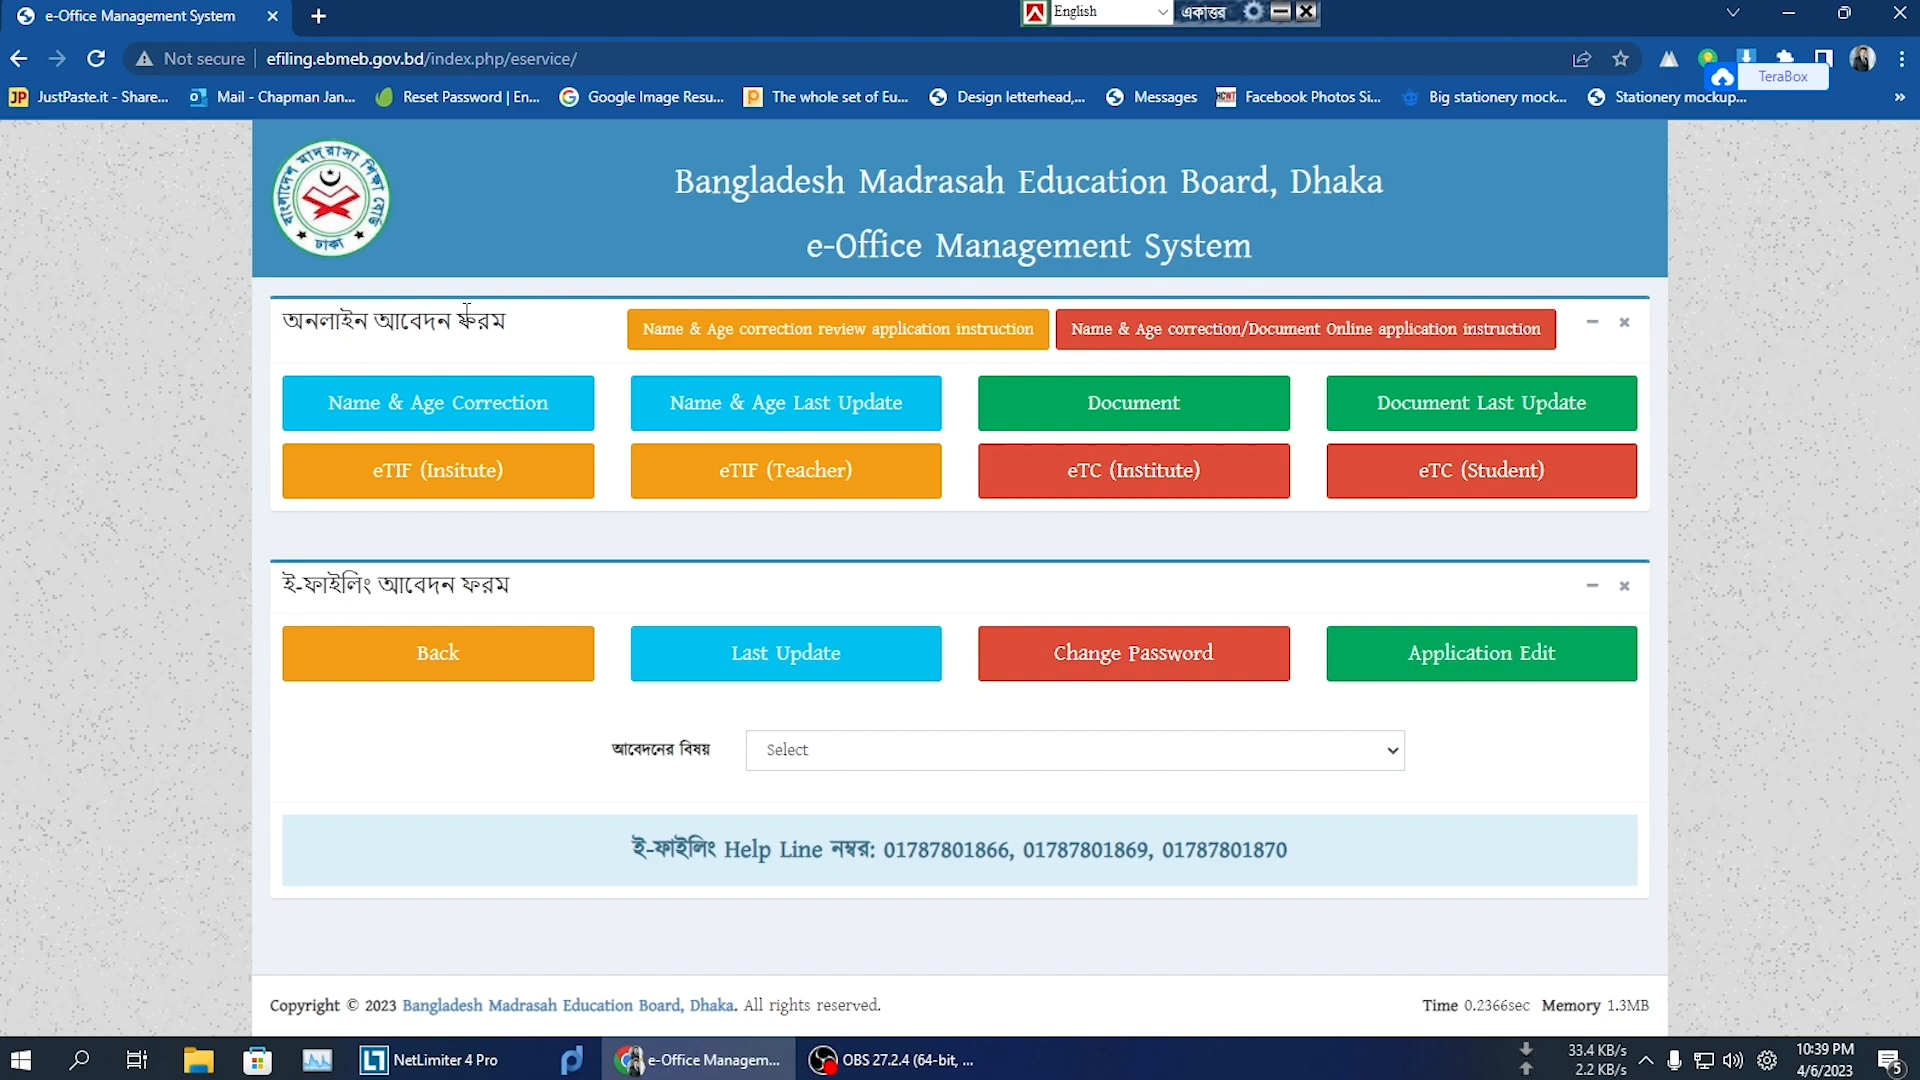 e-Office Management System
English
একাত্তর
Not secure
efiling.ebmeb.gov.bd/index.php/eservice/
TeraBox
JustPaste.it - Share...
Mail - Chapman Jan...
Reset Password | En...
Google Image Resu...
The whole set of Eu...
Design letterhead,...
Messages
Facebook Photos Si...
Big stationery mock...
Stationery mockup...
»
বাংলাদেশ মাদ্রাসা শিক্ষা বোর্ড
ঢাকা
Bangladesh Madrasah Education Board, Dhaka
e-Office Management System
অনলাইন আবেদন ফরম
Name & Age correction review application instruction
Name & Age correction/Document Online application instruction
Name & Age Correction
Name & Age Last Update
Document
Document Last Update
eTIF (Insitute)
eTIF (Teacher)
eTC (Institute)
eTC (Student)
ই-ফাইলিং আবেদন ফরম
Back
Last Update
Change Password
Application Edit
আবেদনের বিষয়
Select
ই-ফাইলিং Help Line নম্বর: 01787801866, 01787801869, 01787801870
Copyright © 2023 Bangladesh Madrasah Education Board, Dhaka. All rights reserved.
Time 0.2366sec Memory 1.3MB
NetLimiter 4 Pro
e-Office Managem...
OBS 27.2.4 (64-bit, ...
33.4 KB/s
2.2 KB/s
10:39 PM
4/6/2023
5